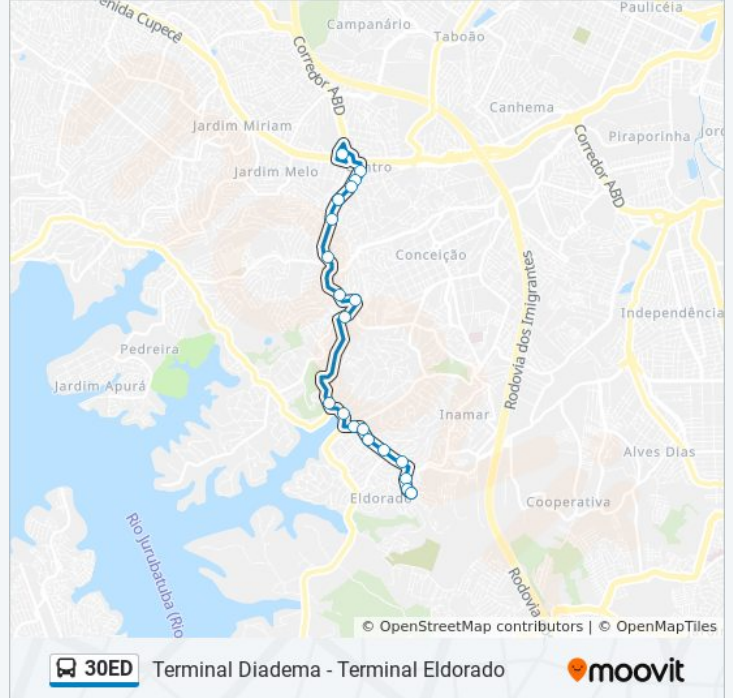 Paulicéia
enida Cupecê
Campanário
Taboão
Corredor ABD
Canhema
Jardim Miriam
Corredor ABD
Piraporinha
Jardim Melo
ntro
Conceição
Rodovia dos Imigrantes
Independência
Pedreira
Jardim Apurá
Inamar
Alves Dias
Eldorado
Cooperativa
Rio Jurubatuba (Rio
Rodovia
© OpenStreetMap contributors | © OpenMapTiles
30ED Terminal Diadema - Terminal Eldorado
moovit